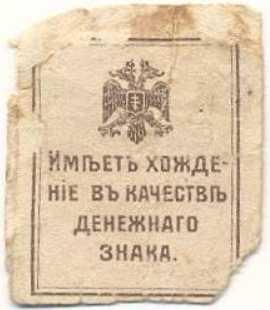 ИМѢЕТЪ ХОЖДЕ-
НІЕ ВЪ КАЧЕСТВѢ
ДЕНЕЖНАГО
ЗНАКА.